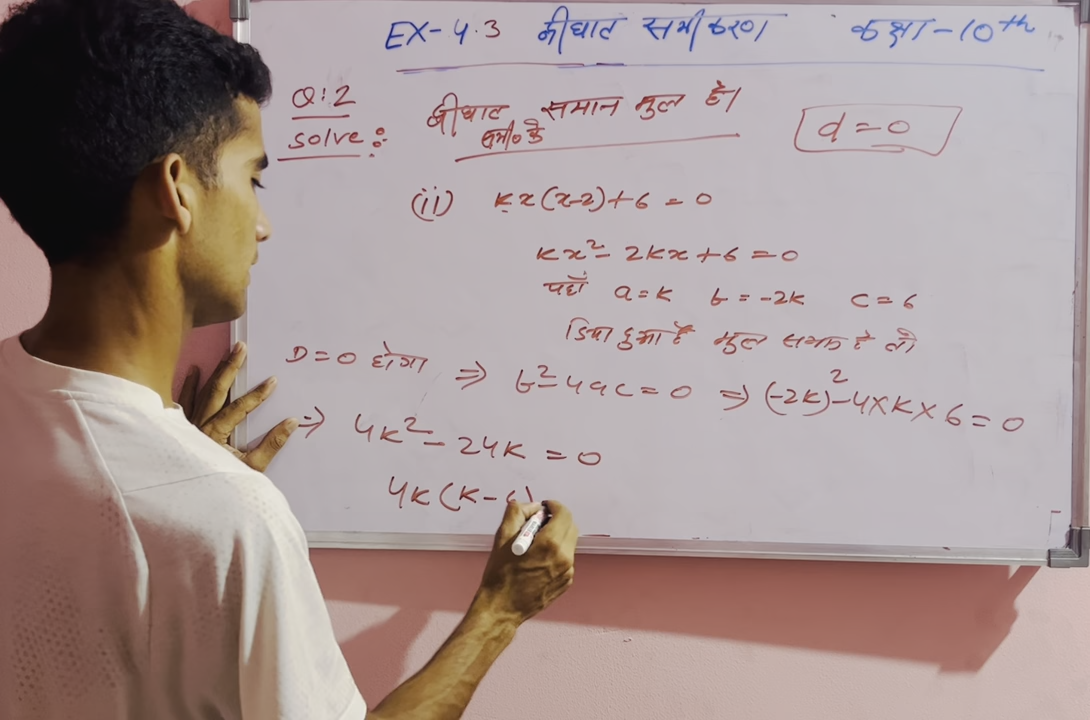 EX-4.3 द्वीघात समीकरण कक्षा-10th
Q:2 द्वीघात समान मुल है।
solve: समी० के d=0
(ii) kx(x-2)+6=0
kx²-2kx+6=0
यहाँ a=k b=-2k c=6
दिया हुआ है मुल समान है तो
D=0 होगा ⇒ b²-4ac=0 ⇒ (-2k)²-4×k×6=0
⇒ 4k²-24k=0
4k(k-6)